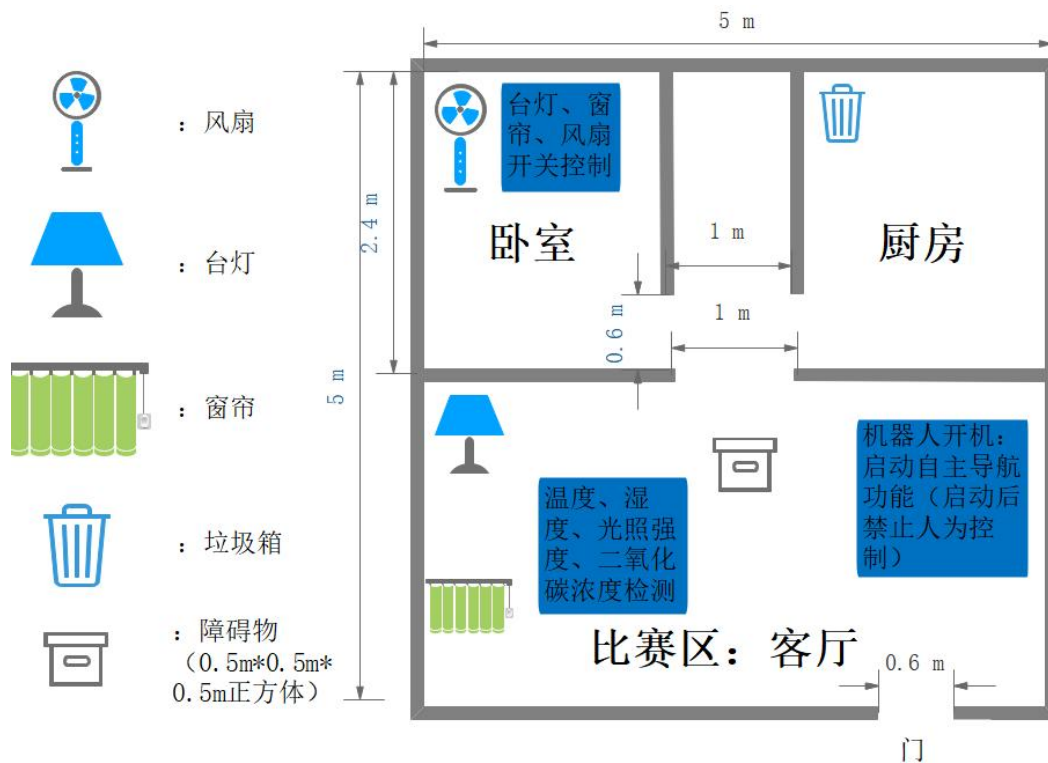 5 m
：风扇
：台灯
：窗帘
：垃圾箱
：障碍物
（0.5m*0.5m*
0.5m正方体）
台灯、窗
帘、风扇
开关控制
卧室
厨房
2.4 m
5 m
1 m
0.6 m
1 m
温度、湿
度、光照强
度、二氧化
碳浓度检测
机器人开机：
启动自主导航
功能（启动后
禁止人为控
制）
比赛区：客厅
0.6 m
门